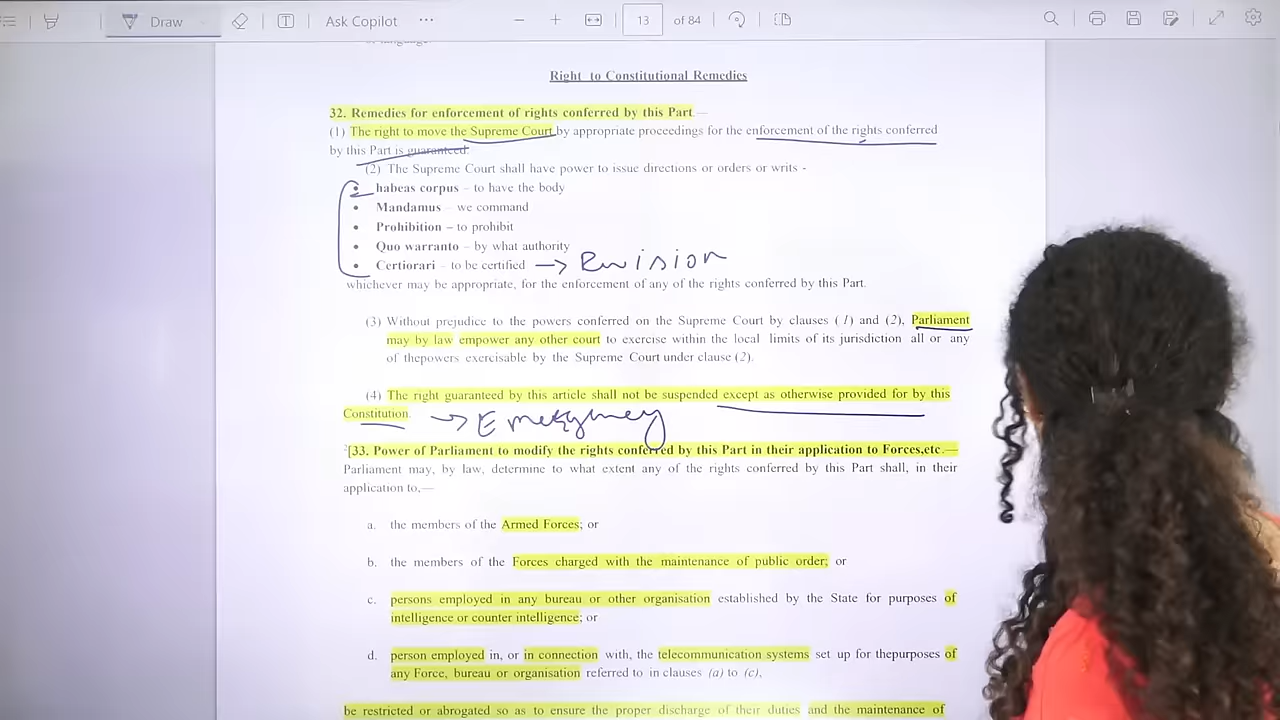 Draw
Ask Copilot
13 of 84
Right to Constitutional Remedies
32. Remedies for enforcement of rights conferred by this Part.—
(1) The right to move the Supreme Court by appropriate proceedings for the enforcement of the rights conferred
by this Part is guaranteed.
(2) The Supreme Court shall have power to issue directions or orders or writs -
• habeas corpus – to have the body
• Mandamus – we command
• Prohibition – to prohibit
• Quo warranto – by what authority
• Certiorari – to be certified → Revision
whichever may be appropriate, for the enforcement of any of the rights conferred by this Part.
(3) Without prejudice to the powers conferred on the Supreme Court by clauses (1) and (2), Parliament
may by law empower any other court to exercise within the local limits of its jurisdiction all or any
of thepowers exercisable by the Supreme Court under clause (2).
(4) The right guaranteed by this article shall not be suspended except as otherwise provided for by this
Constitution. →
[33. Power of Parliament to modify the rights conferred by this Part in their application to Forces,etc.—
Parliament may, by law, determine to what extent any of the rights conferred by this Part shall, in their
application to,—
a. the members of the Armed Forces; or
b. the members of the Forces charged with the maintenance of public order; or
c. persons employed in any bureau or other organisation established by the State for purposes of
intelligence or counter intelligence; or
d. person employed in, or in connection with, the telecommunication systems set up for thepurposes of
any Force, bureau or organisation referred to in clauses (a) to (c),
be restricted or abrogated so as to ensure the proper discharge of their duties and the maintenance of